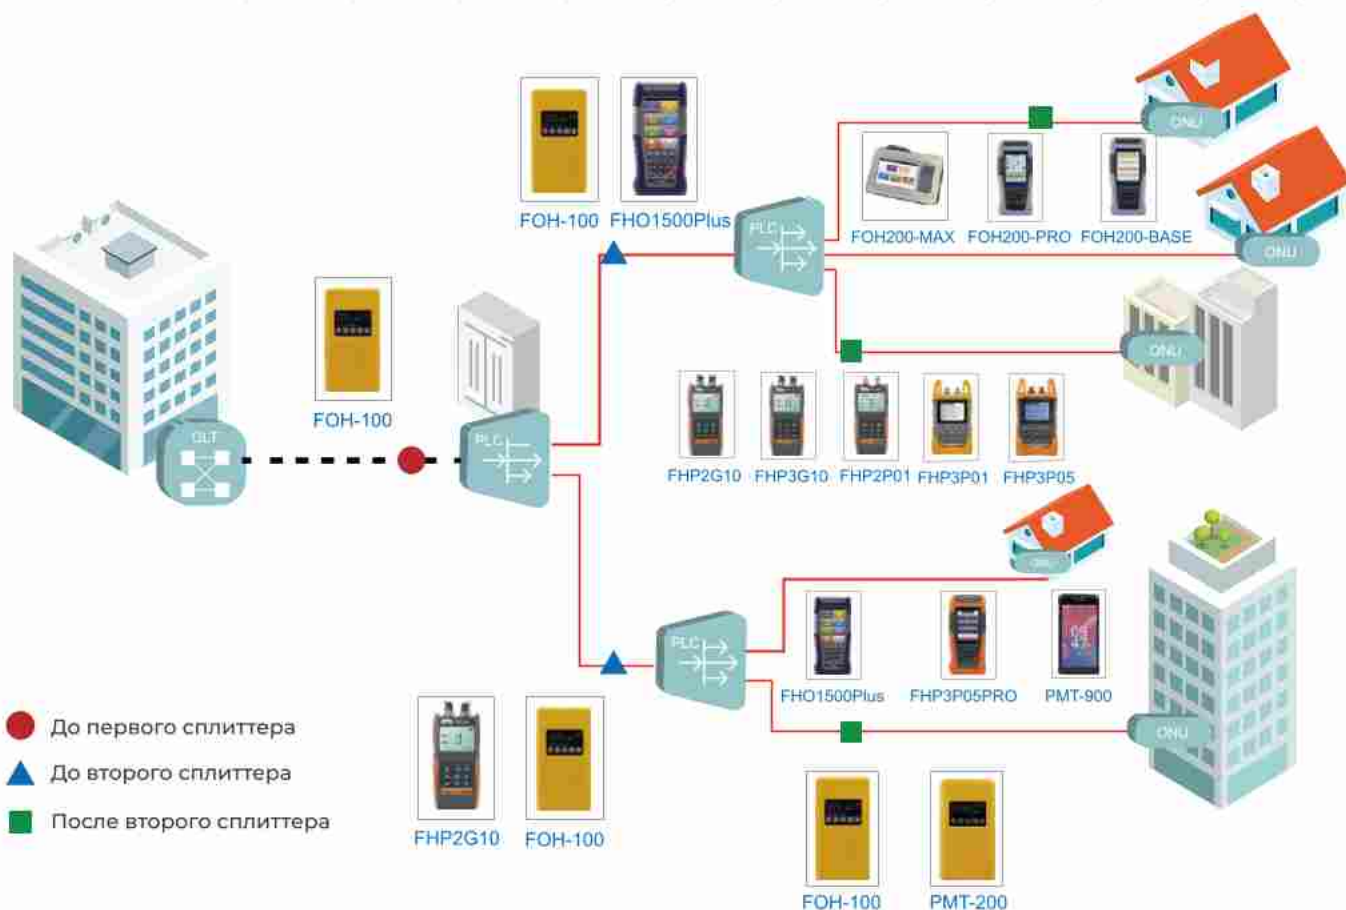 FOH-100
FHO1500Plus
ONU
FOH200-MAX
FOH200-PRO
FOH200-BASE
PLC
ONU
FOH-100
ONU
OLT
PLC
FHP2G10
FHP3G10
FHP2P01
FHP3P01
FHP3P05
ONU
PLC
FHO1500Plus
FHP3P05PRO
PMT-900
ONU
До первого сплиттера
До второго сплиттера
После второго сплиттера
FHP2G10
FOH-100
FOH-100
PMT-200